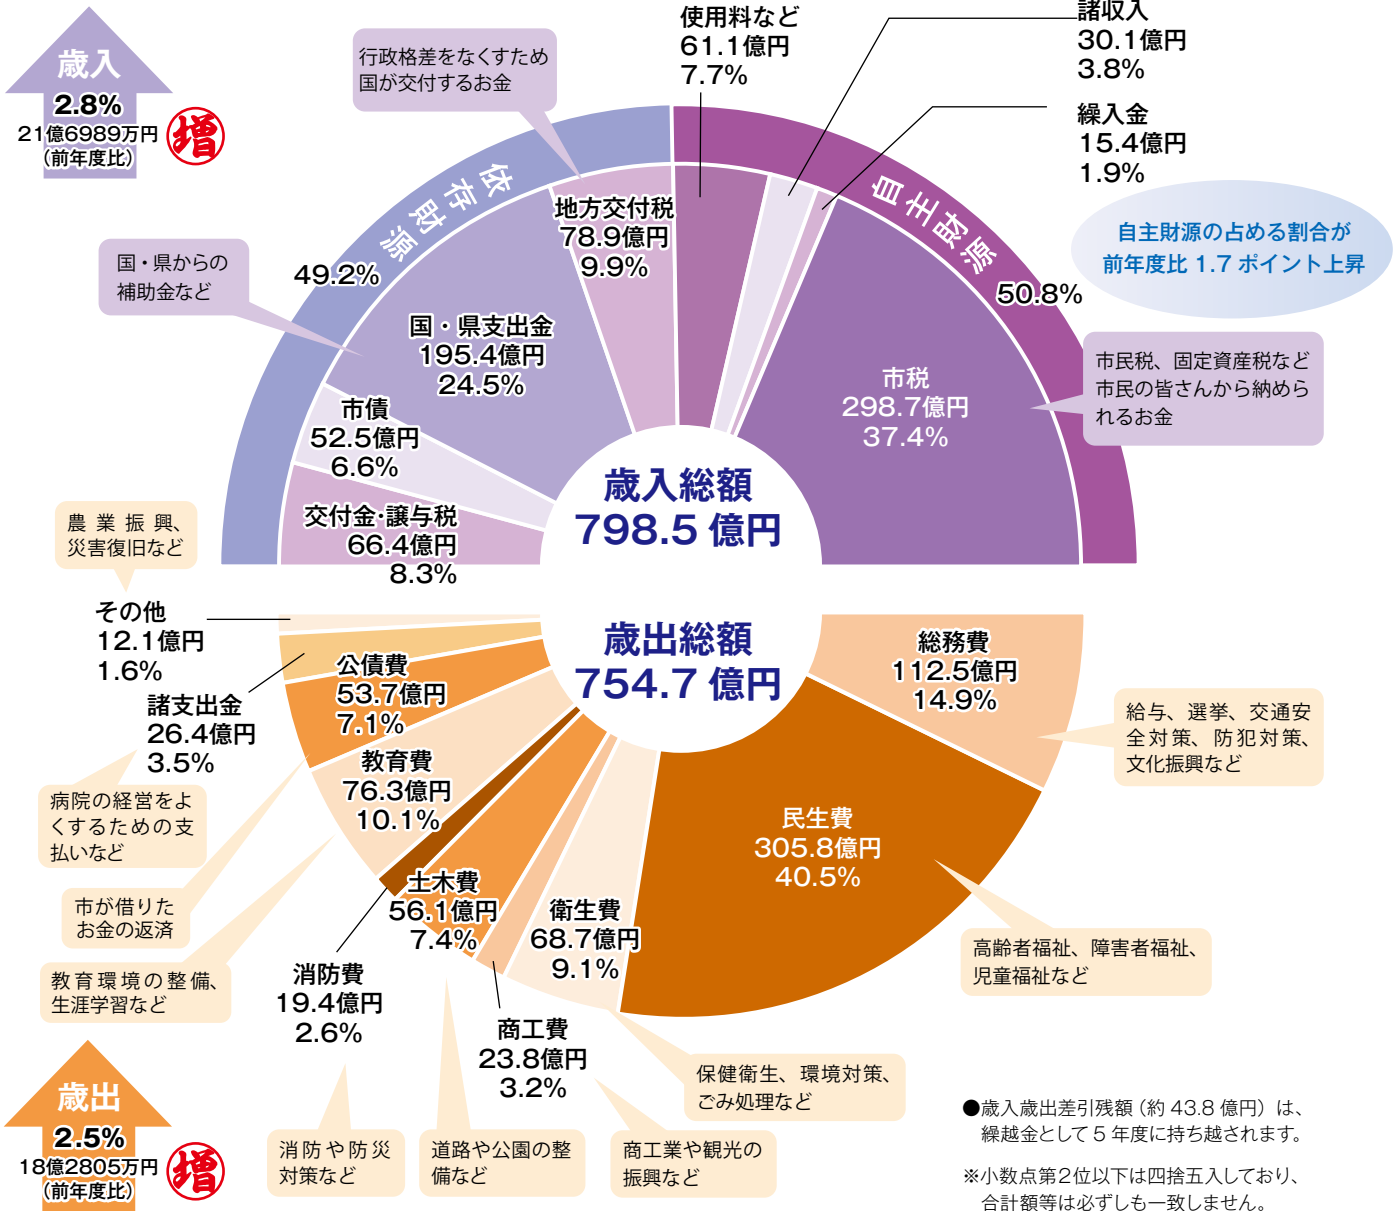 歳入
2.8%
21億6989万円
(前年度比)
増
行政格差をなくすため
国が交付するお金
使用料など
61.1億円
7.7%
諸収入
30.1億円
3.8%
繰入金
15.4億円
1.9%
自主財源の占める割合が
前年度比 1.7 ポイント上昇
依存財源
49.2%
自主財源
50.8%
国・県からの
補助金など
地方交付税
78.9億円
9.9%
国・県支出金
195.4億円
24.5%
市債
52.5億円
6.6%
交付金・譲与税
66.4億円
8.3%
市税
298.7億円
37.4%
市民税、固定資産税など
市民の皆さんから納めら
れるお金
歳入総額
798.5 億円
歳出総額
754.7 億円
農業振興、
災害復旧など
その他
12.1億円
1.6%
諸支出金
26.4億円
3.5%
病院の経営をよ
くするための支
払いなど
公債費
53.7億円
7.1%
市が借りた
お金の返済
教育費
76.3億円
10.1%
教育環境の整備、
生涯学習など
消防費
19.4億円
2.6%
消防や防災
対策など
土木費
56.1億円
7.4%
道路や公園の整
備など
商工費
23.8億円
3.2%
商工業や観光の
振興など
衛生費
68.7億円
9.1%
保健衛生、環境対策、
ごみ処理など
民生費
305.8億円
40.5%
高齢者福祉、障害者福祉、
児童福祉など
総務費
112.5億円
14.9%
給与、選挙、交通安
全対策、防犯対策、
文化振興など
歳出
2.5%
18億2805万円
(前年度比)
増
●歳入歳出差引残額（約 43.8 億円）は、
繰越金として 5 年度に持ち越されます。
※小数点第2位以下は四捨五入しており、
合計額等は必ずしも一致しません。